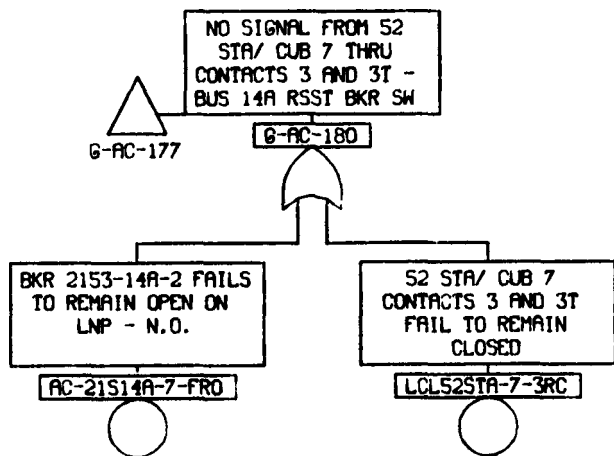 NO SIGNAL FROM 52
STA/ CUB 7 THRU
CONTACTS 3 AND 3T -
BUS 14A RSST BKR SW
G-AC-177
G-AC-180
BKR 2153-14A-2 FAILS
TO REMAIN OPEN ON
LNP - N.O.
52 STA/ CUB 7
CONTACTS 3 AND 3T
FAIL TO REMAIN
CLOSED
AC-21S14A-7-FRO
LCL52STA-7-3RC